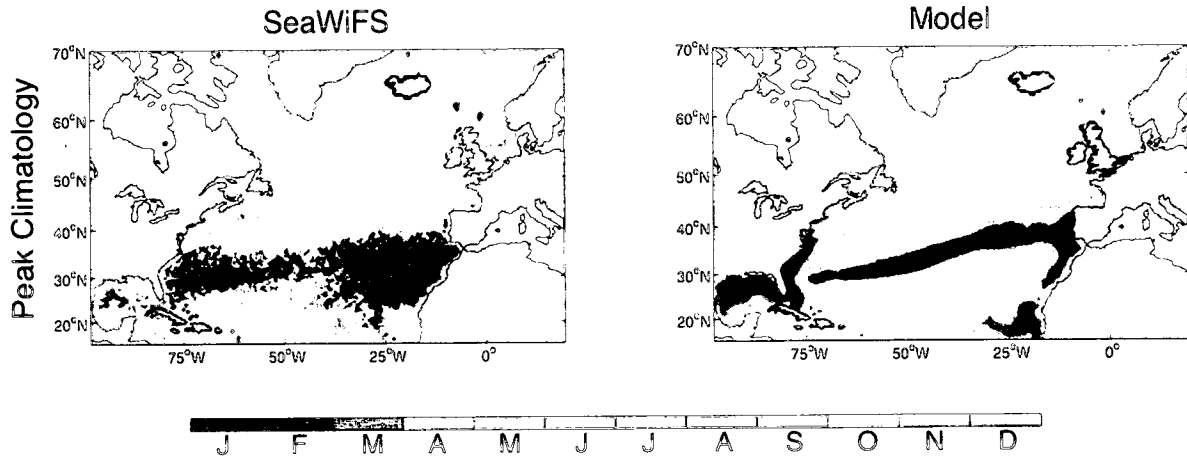 SeaWiFS
Model
Peak Climatology
70°N
60°N
50°N
40°N
30°N
20°N
75°W 50°W 25°W 0°
70°N
60°N
50°N
40°N
30°N
20°N
75°W 50°W 25°W 0°
J F M A M J J A S O N D